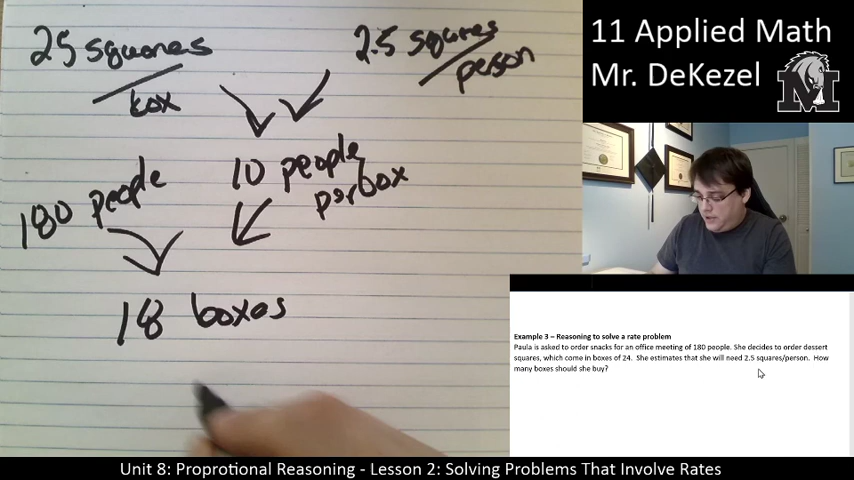 25 squares
box
2.5 squares
person
180 people
10 people
per box
18 boxes
11 Applied Math
Mr. DeKezel
M
Example 3 – Reasoning to solve a rate problem
Paula is asked to order snacks for an office meeting of 180 people. She decides to order dessert
squares, which come in boxes of 24. She estimates that she will need 2.5 squares/person. How
many boxes should she buy?
Unit 8: Proprotional Reasoning - Lesson 2: Solving Problems That Involve Rates